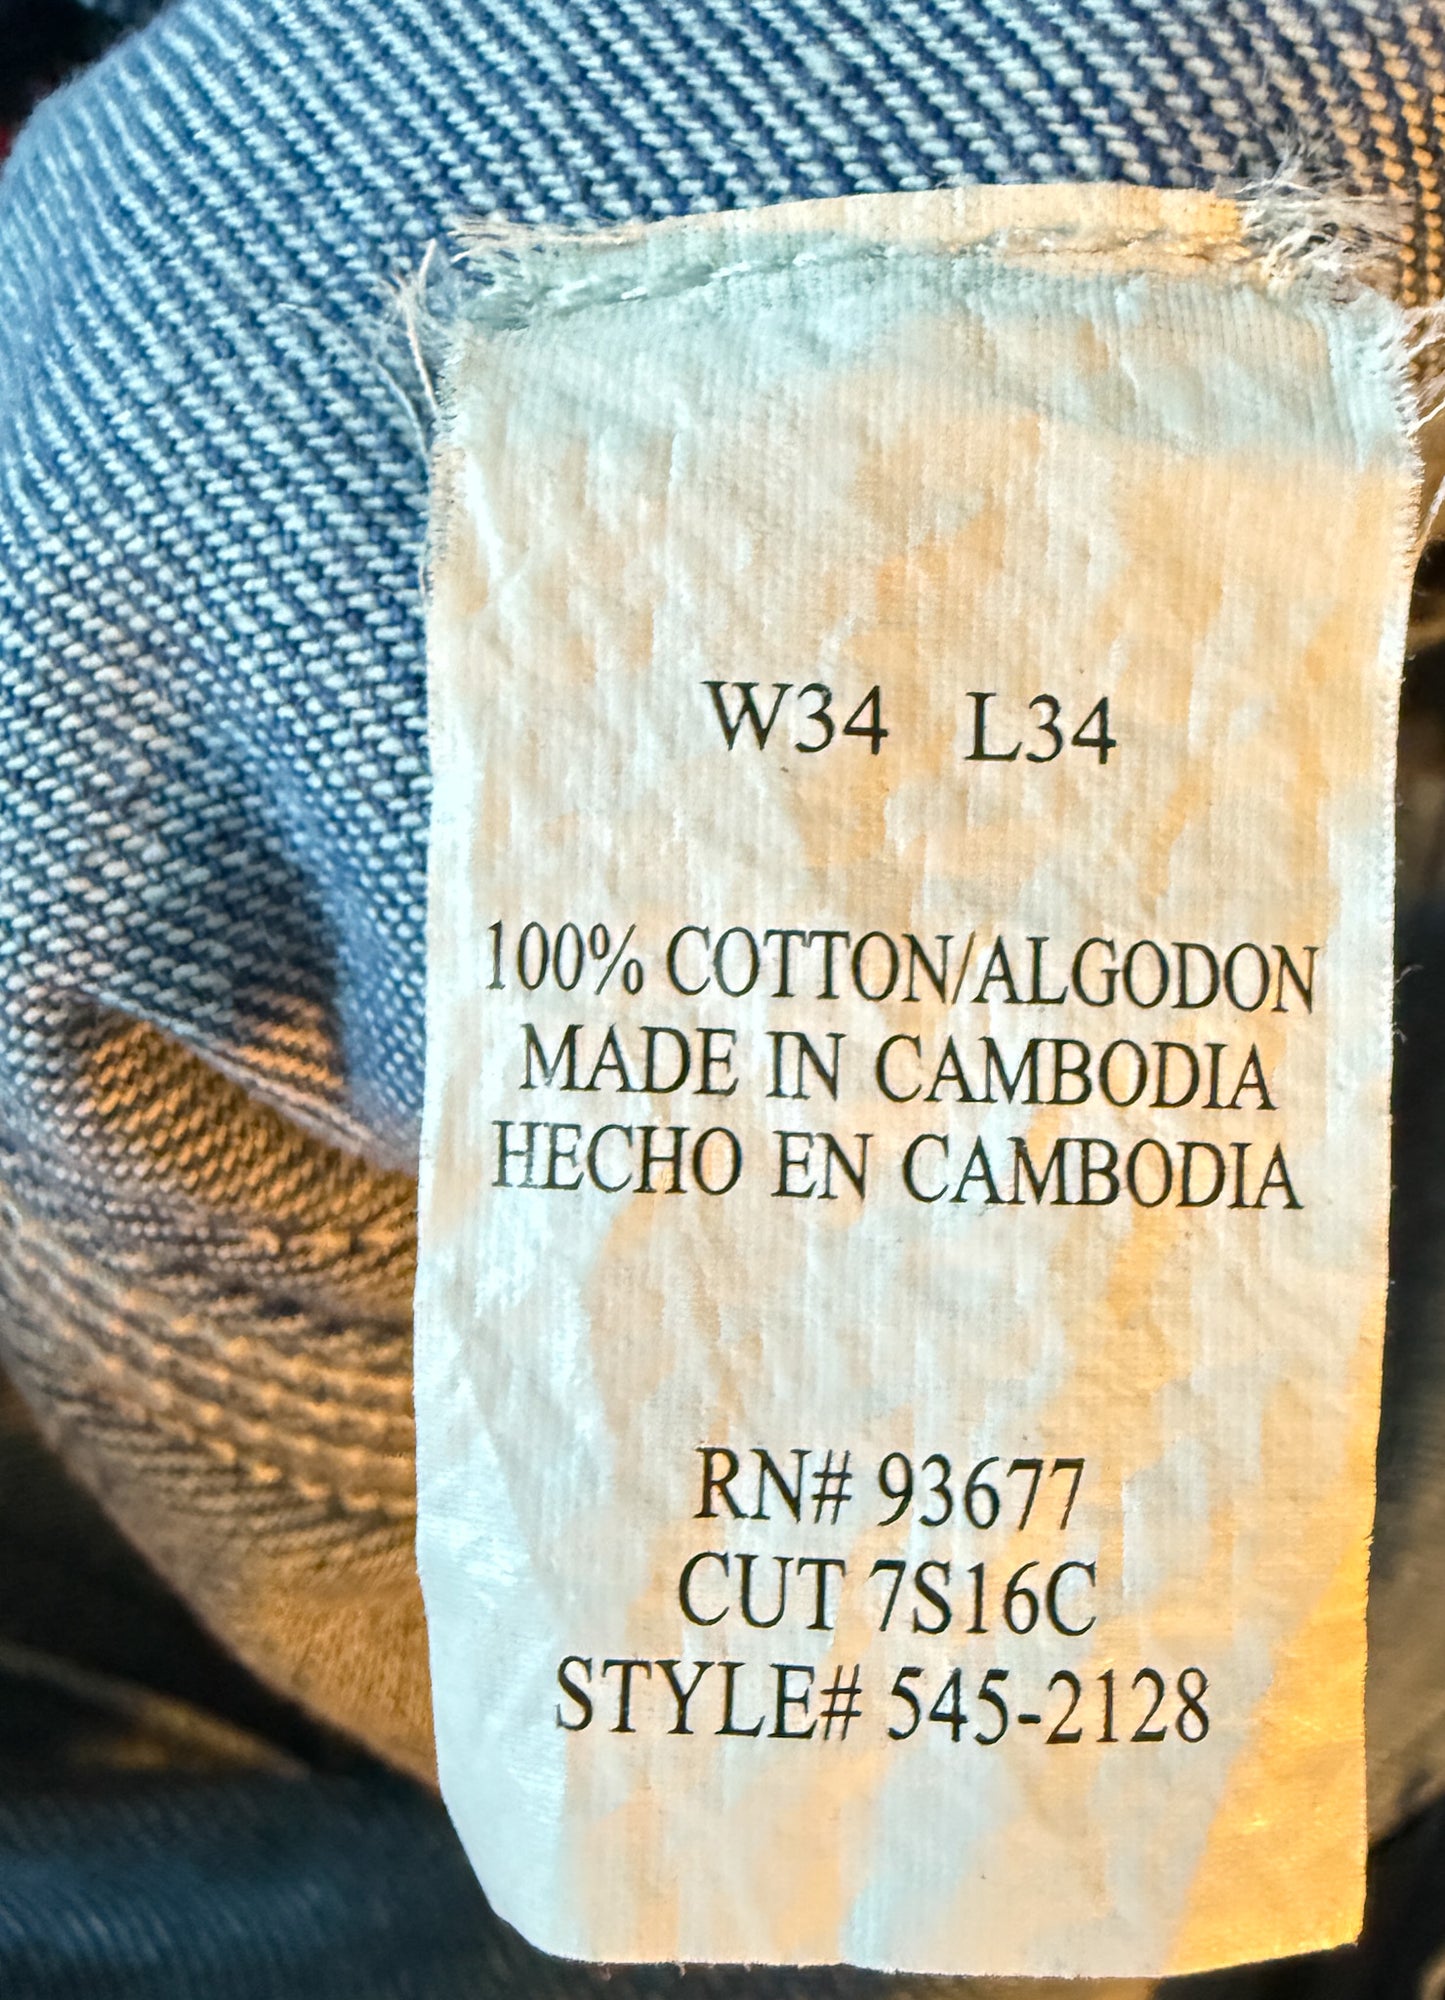 W34 L34
100% COTTON/ALGODON
MADE IN CAMBODIA
HECHO EN CAMBODIA
RN# 93677
CUT 7S16C
STYLE# 545-2128